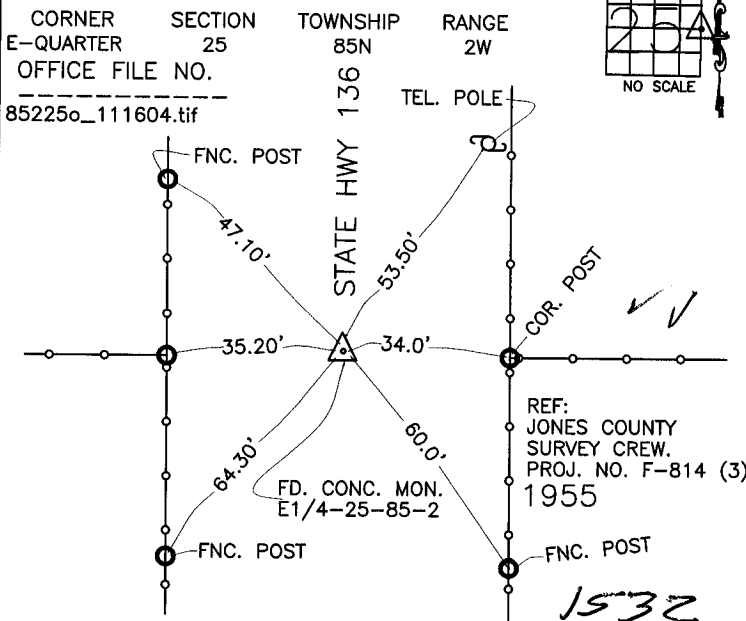 CORNER SECTION TOWNSHIP RANGE
E-QUARTER 25 85N 2W
OFFICE FILE NO.
85225o_111604.tif
25
NO SCALE
STATE HWY 136
TEL. POLE
FNC. POST
47.10'
53.50'
COR. POST
35.20'
34.0'
64.30'
60.0'
FD. CONC. MON.
E1/4-25-85-2
REF:
JONES COUNTY
SURVEY CREW.
PROJ. NO. F-814 (3)
1955
FNC. POST
FNC. POST
1532